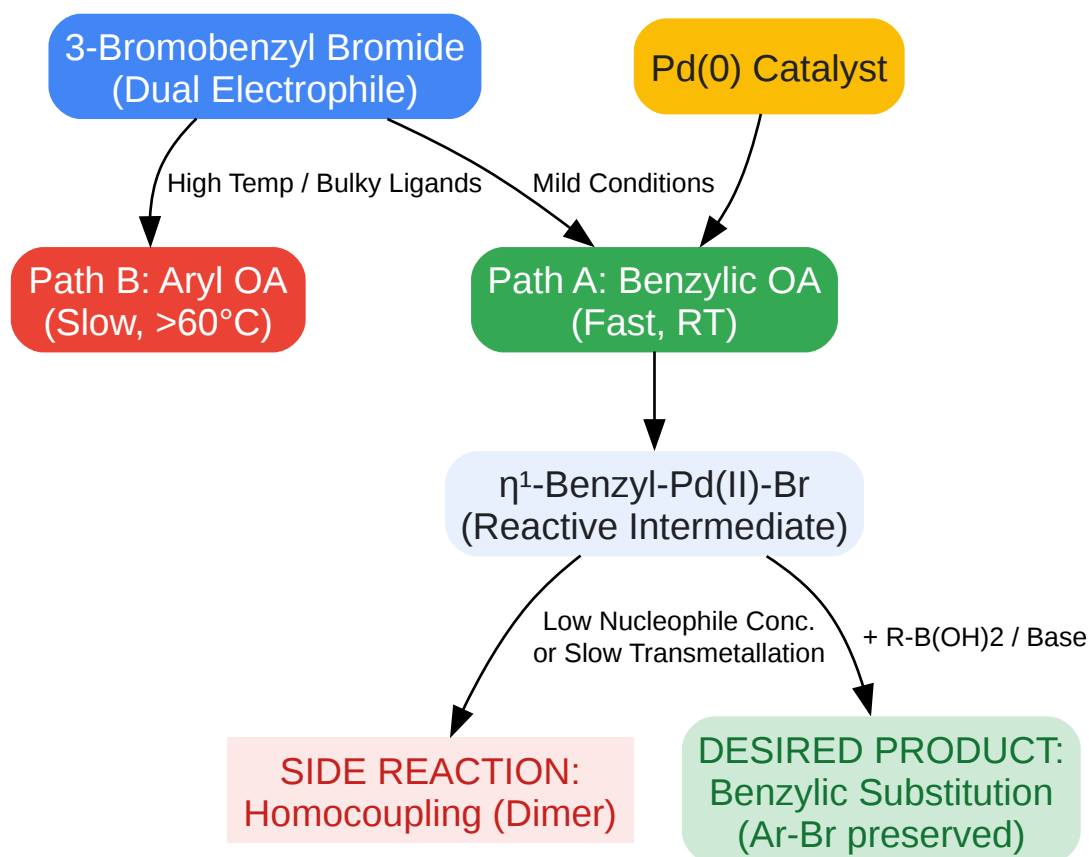 3-Bromobenzyl Bromide
(Dual Electrophile)
Pd(0) Catalyst
High Temp / Bulky Ligands
Mild Conditions
Path B: Aryl OA
(Slow, >60°C)
Path A: Benzylic OA
(Fast, RT)
η¹-Benzyl-Pd(II)-Br
(Reactive Intermediate)
Low Nucleophile Conc.
or Slow Transmetallation
+ R-B(OH)2 / Base
SIDE REACTION:
Homocoupling (Dimer)
DESIRED PRODUCT:
Benzylic Substitution
(Ar-Br preserved)